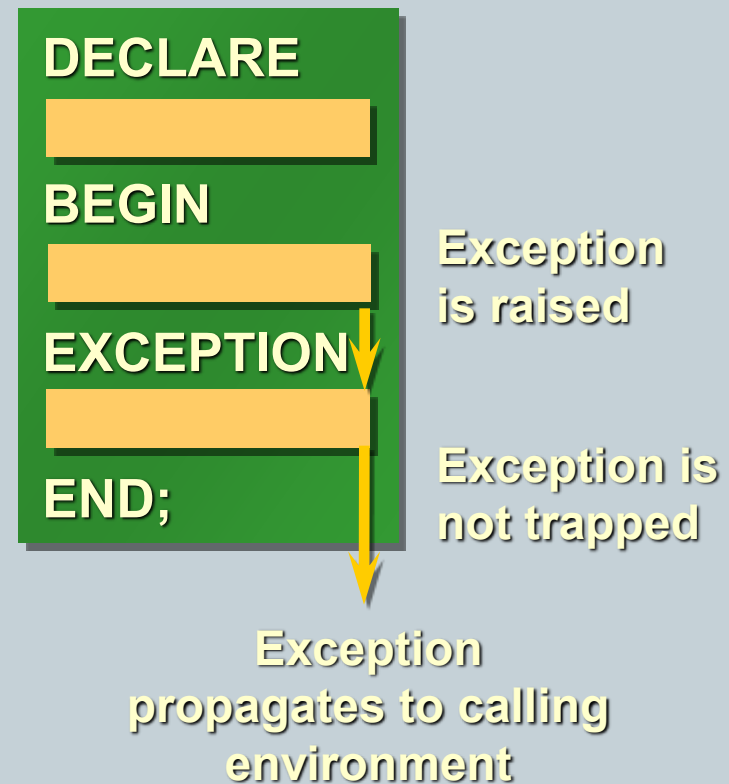 DECLARE
BEGIN
Exception
is raised
EXCEPTION
Exception is
not trapped
END;
Exception
propagates to calling
environment